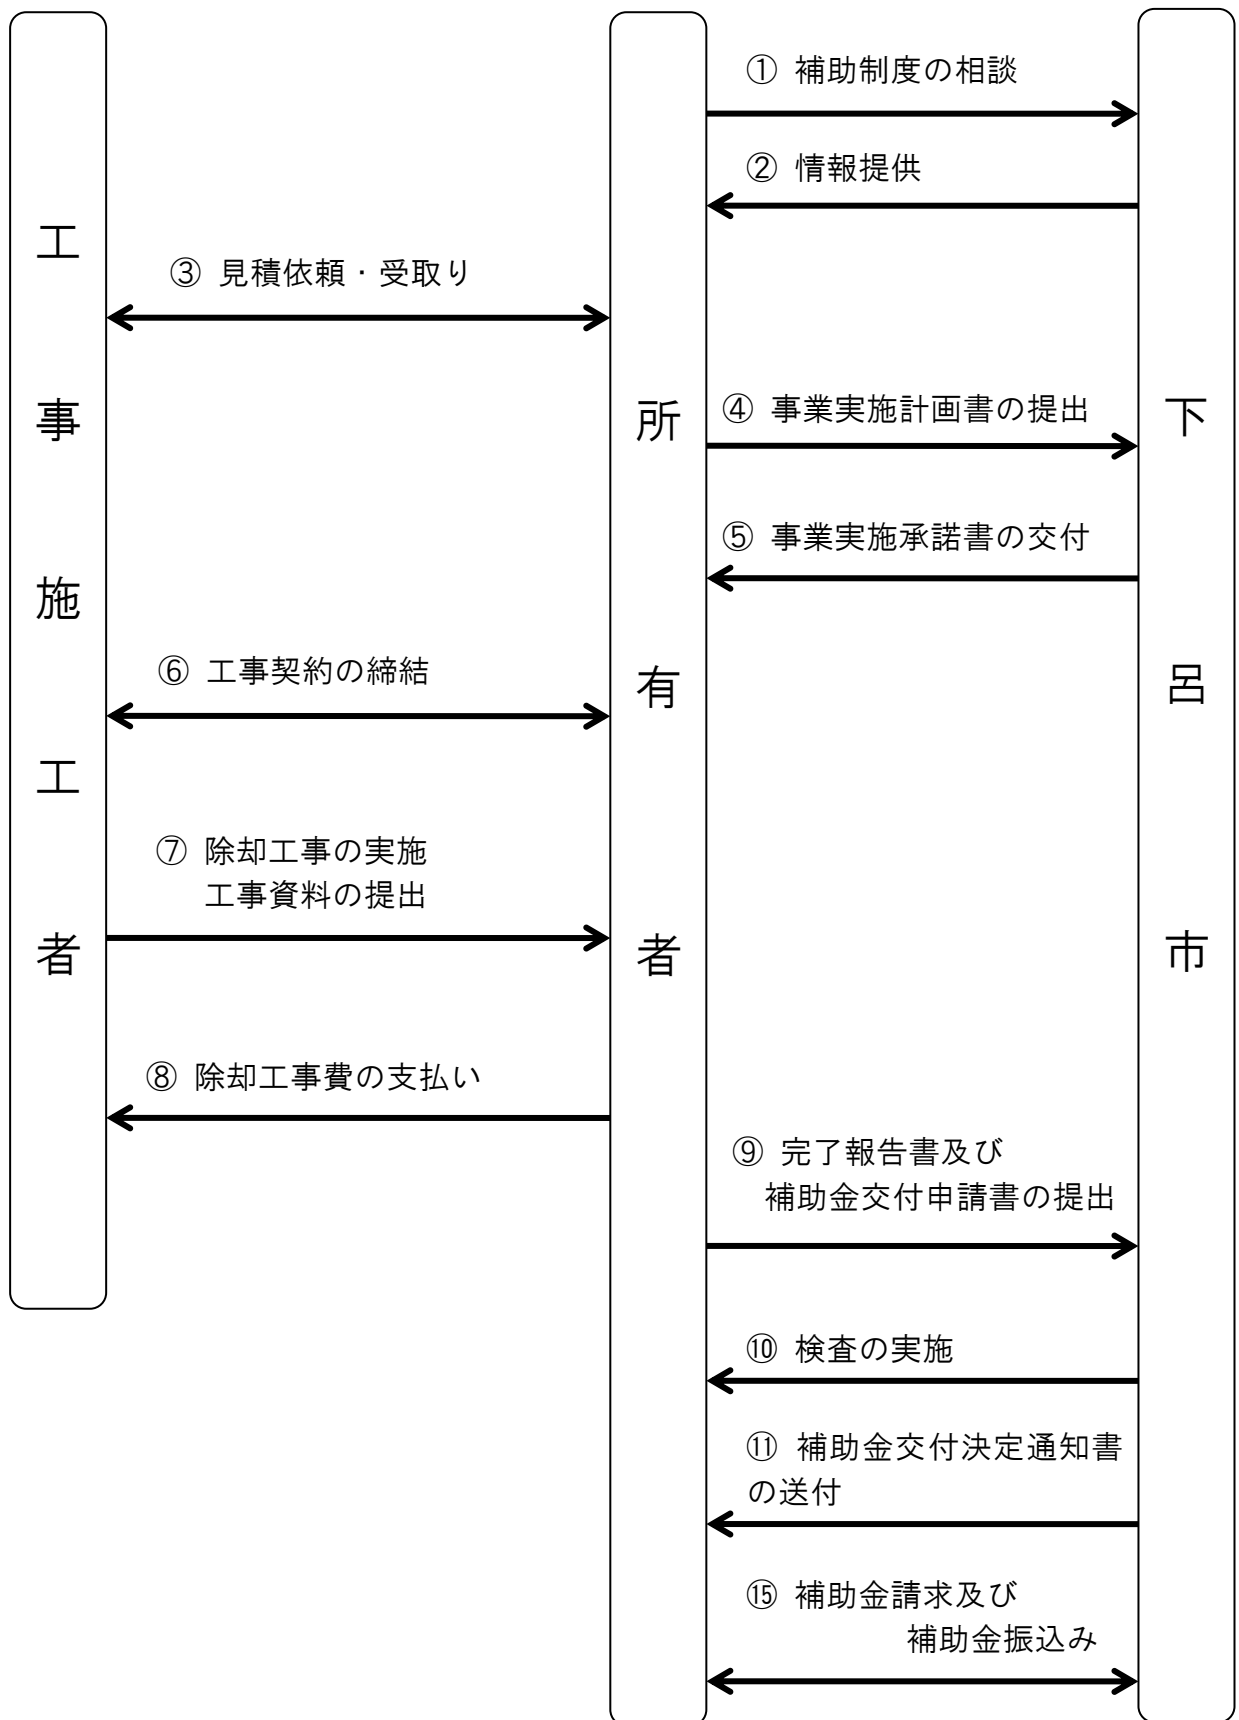 ① 補助制度の相談
② 情報提供
③ 見積依頼・受取り
④ 事業実施計画書の提出
⑤ 事業実施承諾書の交付
⑥ 工事契約の締結
⑦ 除却工事の実施
工事資料の提出
⑧ 除却工事費の支払い
⑨ 完了報告書及び
補助金交付申請書の提出
⑩ 検査の実施
⑪ 補助金交付決定通知書
の送付
⑮ 補助金請求及び
補助金振込み
工事施工者
所有者
下呂市